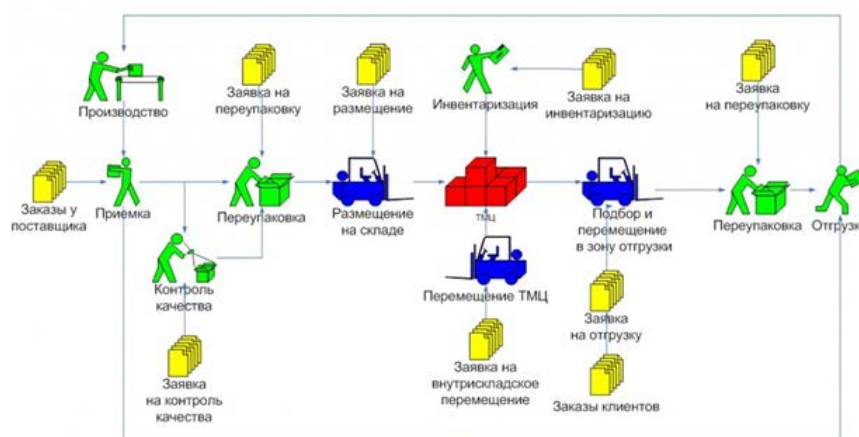 Производство
Заявка на
переупаковку
Заявка на
размещение
Инвентаризация
Заявка на
инвентаризацию
Заявка
на переупаковку
Заказы у
поставщика
Приемка
Переупаковка
Размещение
на складе
ТМЦ
Подбор и
перемещение
в зону отгрузки
Переупаковка
Отгрузк
Контроль
качества
Перемещение ТМЦ
Заявка
на отгрузку
Заявка
на контроль
качества
Заявка на
внутрискладское
перемещение
Заказы клиентов